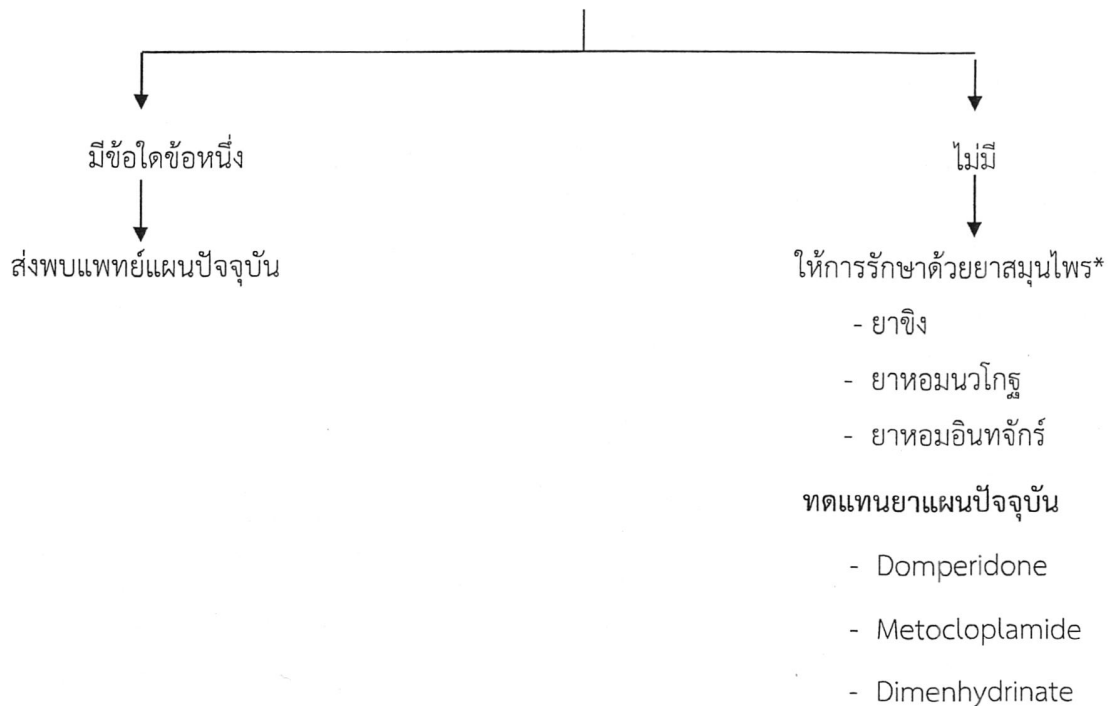 มีข้อใดข้อหนึ่ง
ไม่มี
ส่งพบแพทย์แผนปัจจุบัน
ให้การรักษาด้วยยาสมุนไพร*
- ยาขิง
- ยาหอมนวโกฐ
- ยาหอมอินทจักร์
ทดแทนยาแผนปัจจุบัน
- Domperidone
- Metocloplamide
- Dimenhydrinate